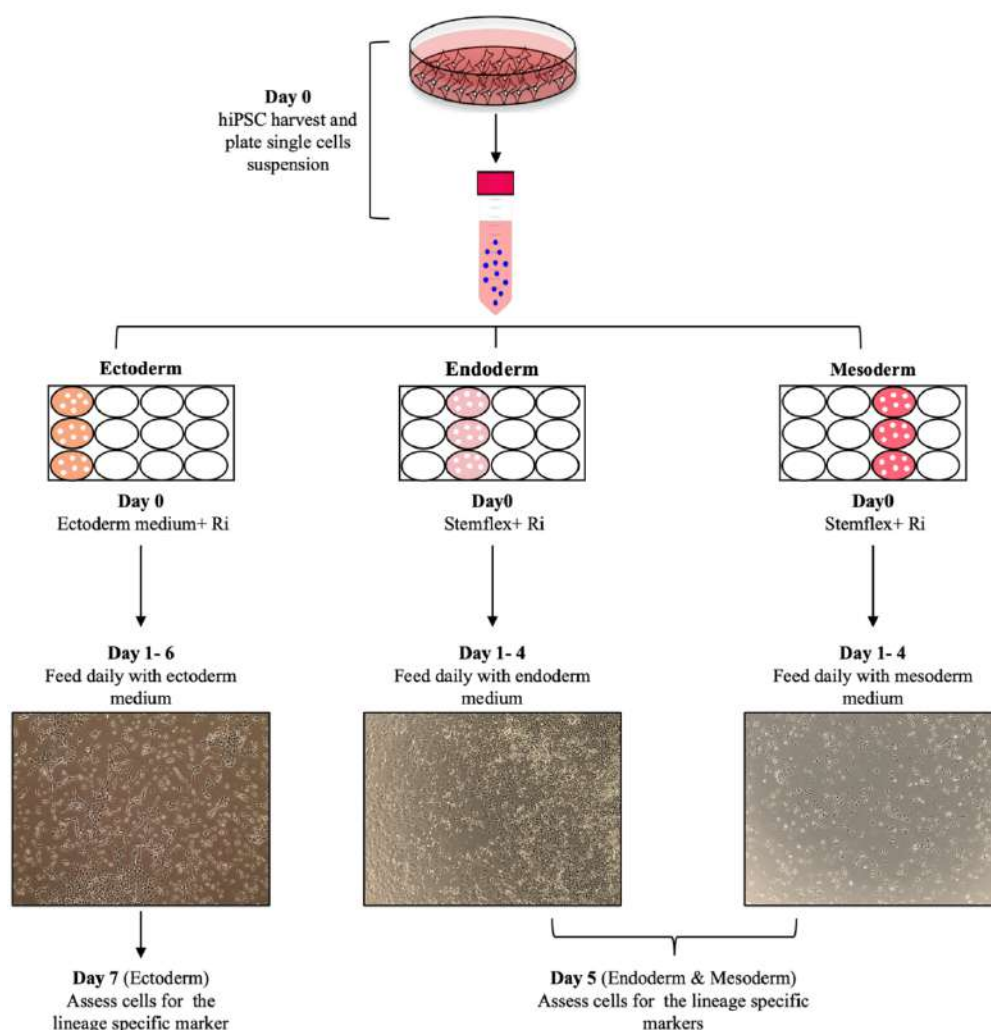 Day 0
hiPSC harvest and
plate single cells
suspension
Ectoderm
Endoderm
Mesoderm
Day 0
Ectoderm medium+ Ri
Day0
Stemflex+ Ri
Day0
Stemflex+ Ri
Day 1- 6
Feed daily with ectoderm
medium
Day 1- 4
Feed daily with endoderm
medium
Day 1- 4
Feed daily with mesoderm
medium
Day 7 (Ectoderm)
Assess cells for the
lineage specific marker
Day 5 (Endoderm & Mesoderm)
Assess cells for the lineage specific
markers